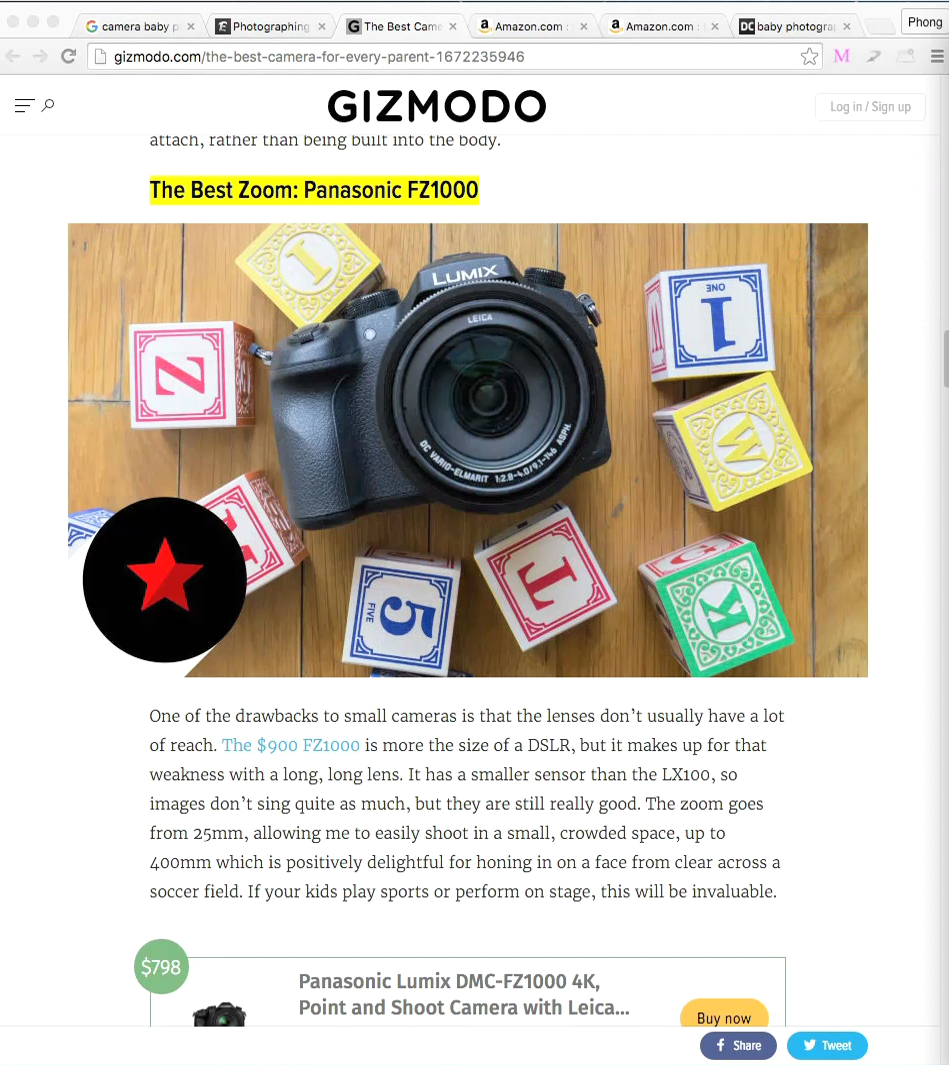 camera baby p
Photographing
The Best Came
Amazon.com :
Amazon.com :
DC baby photogra
Phong
gizmodo.com/the-best-camera-for-every-parent-1672235946
M
GIZMODO
Log in / Sign up
attach, rather than being built into the body.
The Best Zoom: Panasonic FZ1000
I
LUMIX
LEICA
DC VARIO-ELMARIT 1:2.8-4.0/9.1-146 ASPH.
Z
ONE
1
M
W
5
FIVE
T
G
K
One of the drawbacks to small cameras is that the lenses don’t usually have a lot
of reach. The $900 FZ1000 is more the size of a DSLR, but it makes up for that
weakness with a long, long lens. It has a smaller sensor than the LX100, so
images don’t sing quite as much, but they are still really good. The zoom goes
from 25mm, allowing me to easily shoot in a small, crowded space, up to
400mm which is positively delightful for honing in on a face from clear across a
soccer field. If your kids play sports or perform on stage, this will be invaluable.
$798
Panasonic Lumix DMC-FZ1000 4K,
Point and Shoot Camera with Leica...
Buy now
Share
Tweet